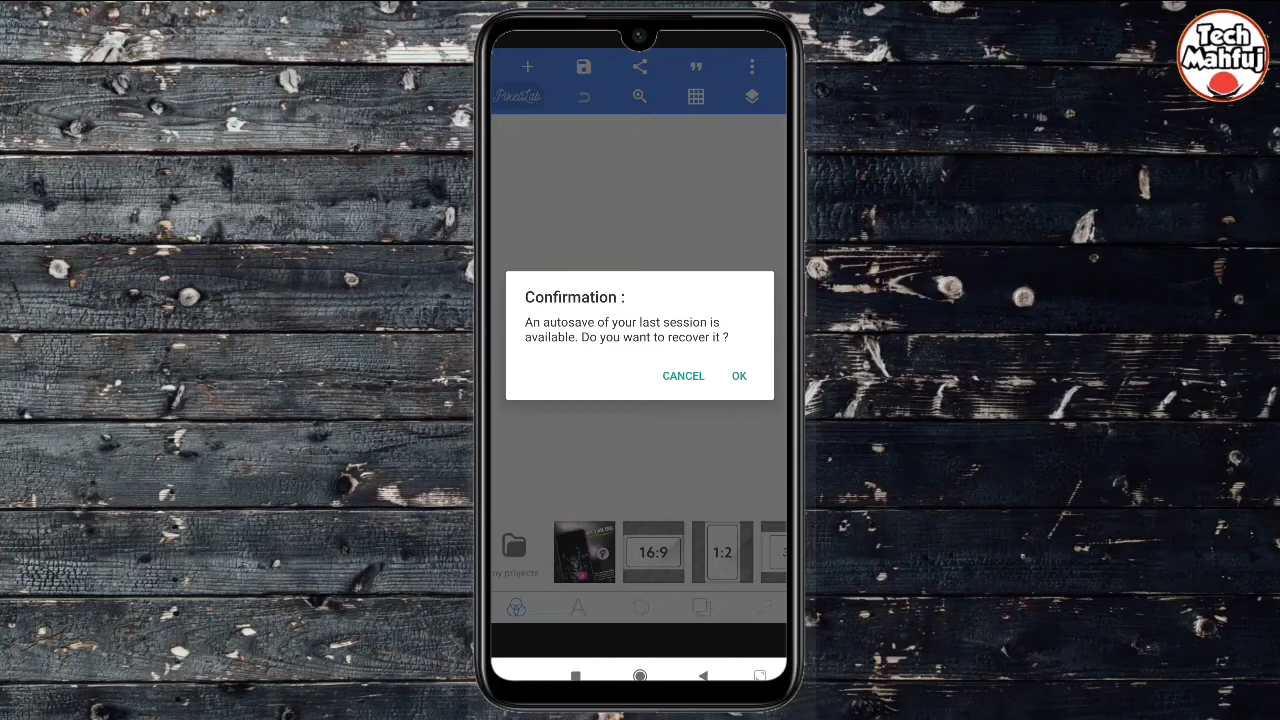 Tech
Mahfuj
PixelLab
Confirmation :
An autosave of your last session is
available. Do you want to recover it ?
CANCEL
OK
my projects
16:9
1:2